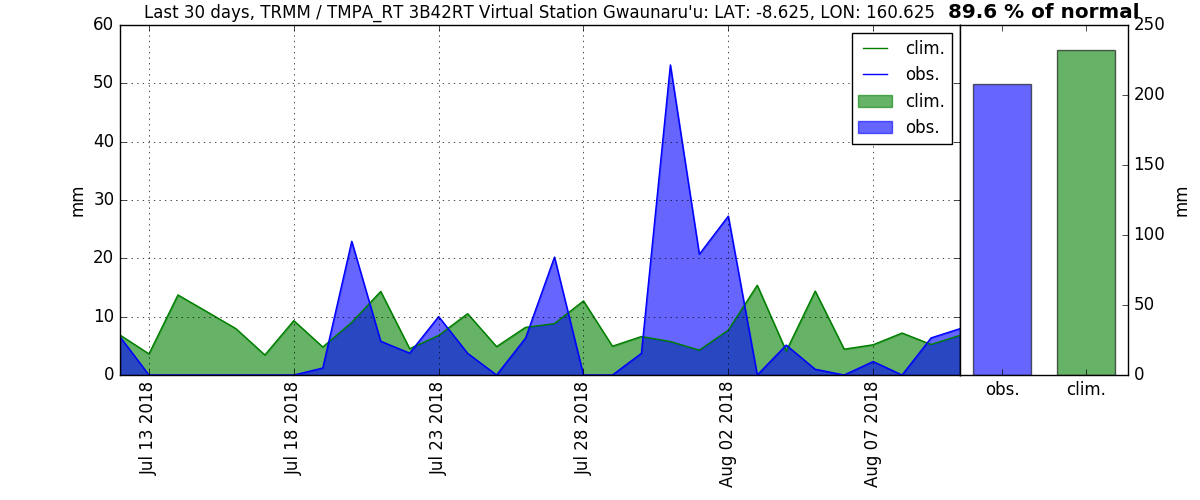 Last 30 days, TRMM / TMPA_RT 3B42RT Virtual Station Gwaunaru'u: LAT: -8.625, LON: 160.625
89.6 % of normal
60
50
40
30
20
10
0
mm
clim.
obs.
clim.
obs.
Jul 13 2018
Jul 18 2018
Jul 23 2018
Jul 28 2018
Aug 02 2018
Aug 07 2018
250
200
150
100
50
0
mm
obs.
clim.